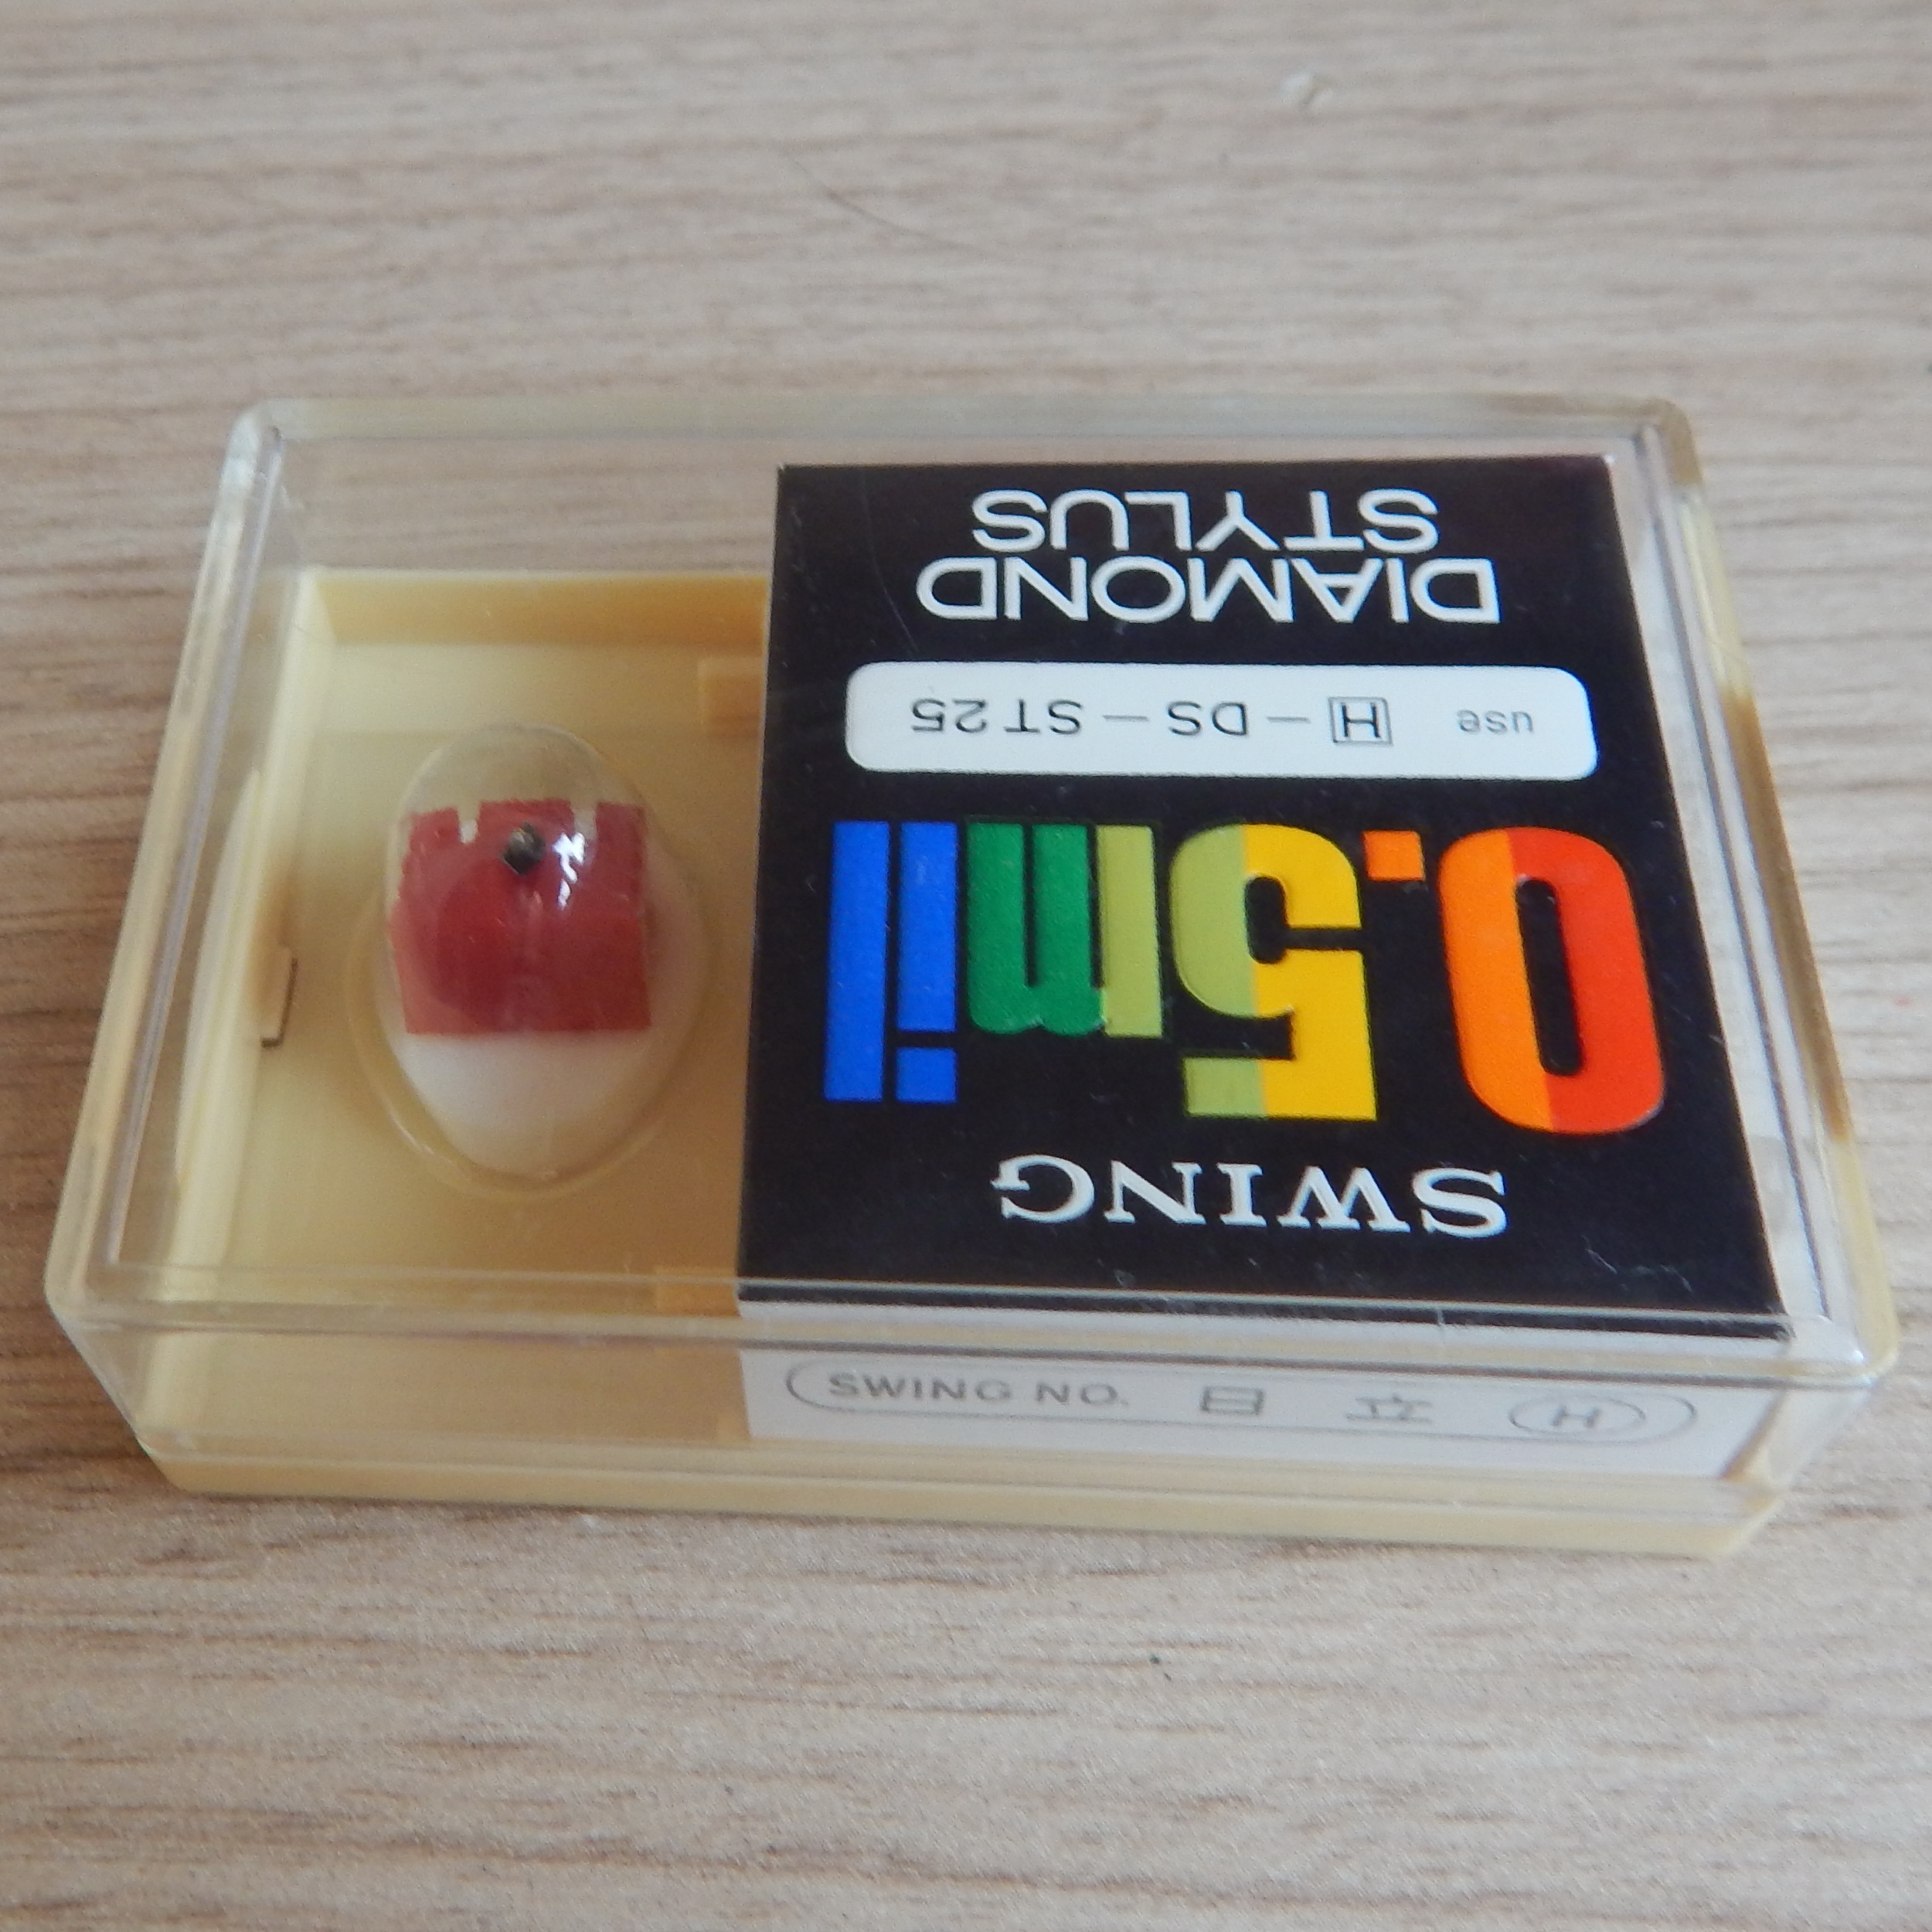 SWING
0.5mil
use H-DS-ST25
DIAMOND
STYLUS
SWING NO. 日立 H